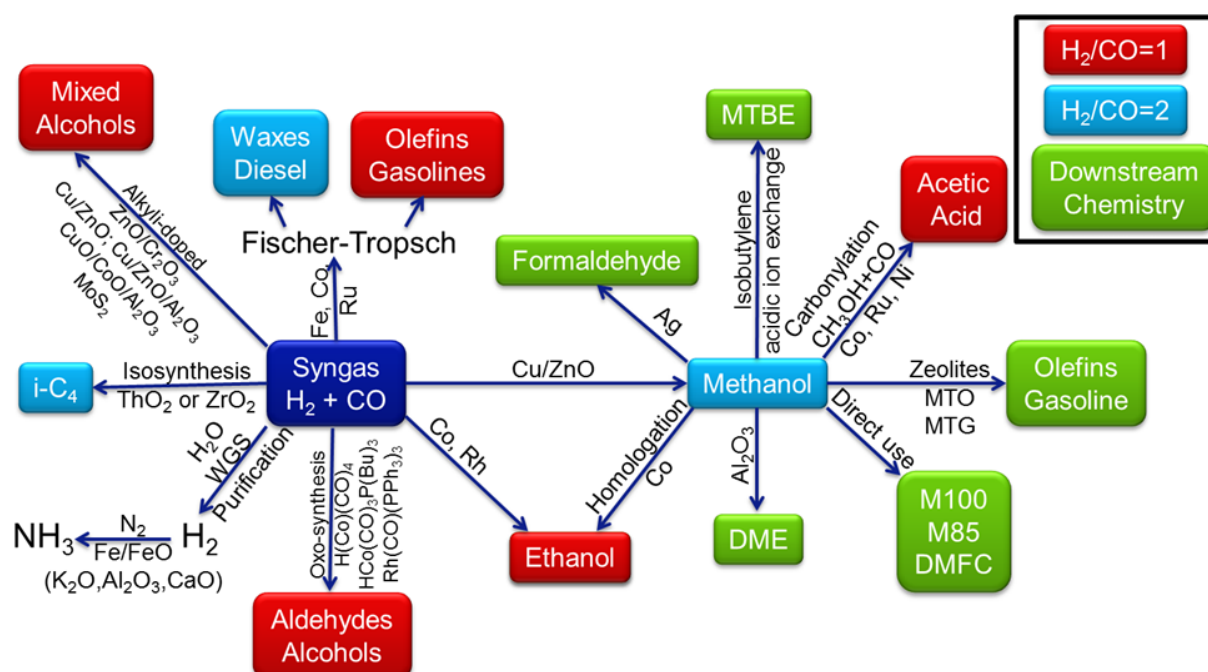 H₂/CO=1
H₂/CO=2
Downstream
Chemistry
Mixed
Alcohols
Waxes
Diesel
Olefins
Gasolines
MTBE
Acetic
Acid
Alkyli-doped
ZnO/Cr₂O₃
Cu/ZnO; Cu/ZnO/Al₂O₃
CuO/CoO/Al₂O₃
MoS₂
Fischer-Tropsch
Fe, Co,
Ru
Formaldehyde
Ag
Isobutylene
acidic ion exchange
Carbonylation
CH₃OH+CO
Co, Ru, Ni
i-C₄
Isosynthesis
ThO₂ or ZrO₂
Syngas
H₂ + CO
Cu/ZnO
Methanol
Zeolites
MTO
MTG
Olefins
Gasoline
H₂O
WGS
Purification
Oxo-synthesis
H(Co)(CO)₄
HCo(CO)₃P(Bu)₃
Rh(CO)(PPh₃)₃
Co, Rh
Homologation
Co
Al₂O₃
Direct use
NH₃
N₂
Fe/FeO
(K₂O,Al₂O₃,CaO)
H₂
Ethanol
DME
M100
M85
DMFC
Aldehydes
Alcohols